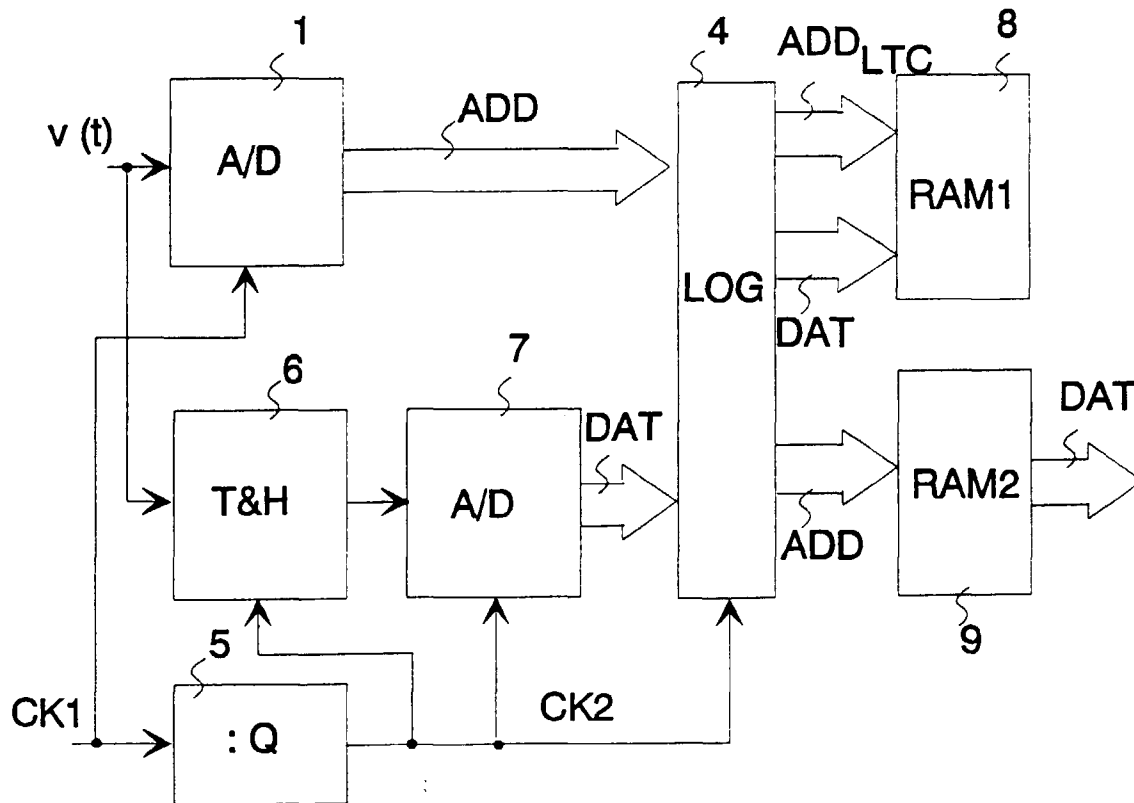 1
4
ADD LTC
8
v (t)
ADD
A/D
RAM1
LOG
DAT
6
7
DAT
DAT
T&H
A/D
RAM2
ADD
5
9
CK1
: Q
CK2